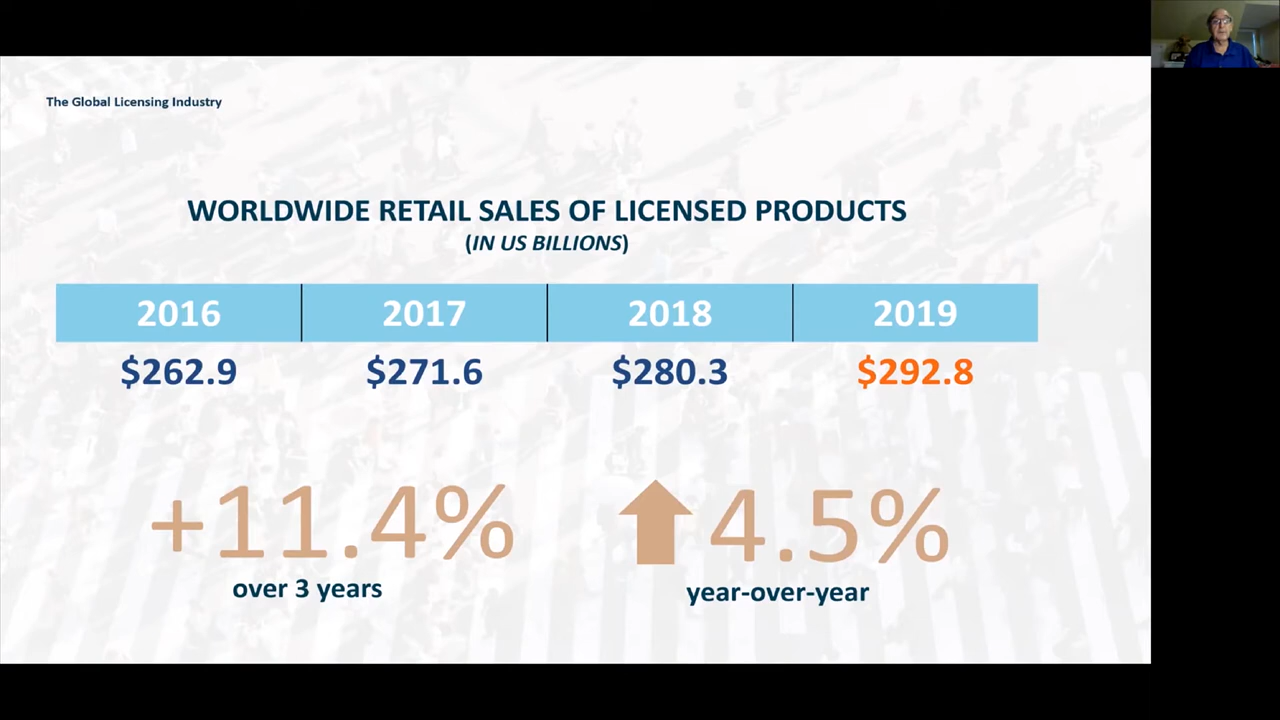 The Global Licensing Industry
WORLDWIDE RETAIL SALES OF LICENSED PRODUCTS
(IN US BILLIONS)
2016 2017 2018 2019
$262.9 $271.6 $280.3 $292.8
+11.4% 4.5%
over 3 years year-over-year